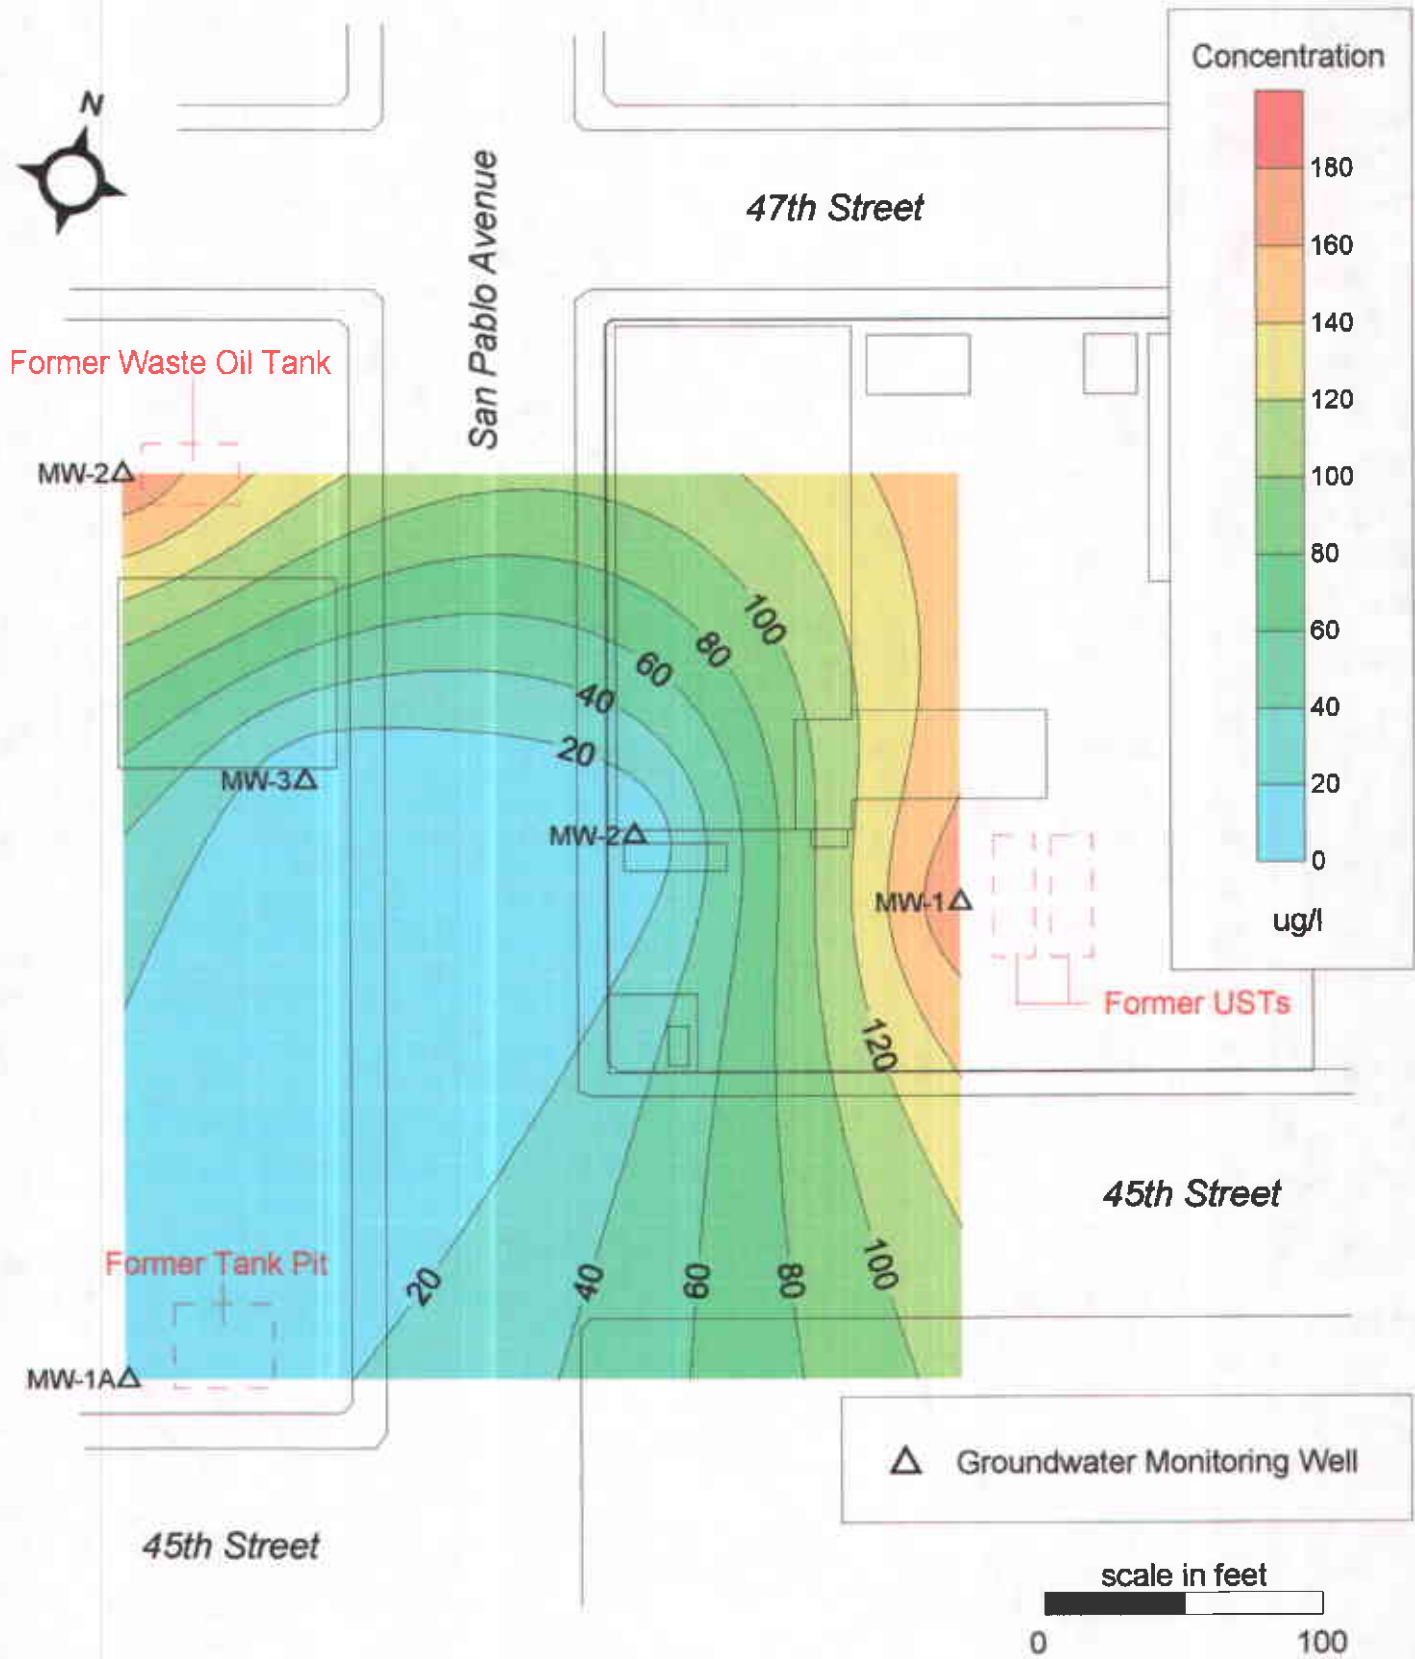 Concentration
N
180
160
140
120
100
80
60
40
20
0
ug/l
San Pablo Avenue
47th Street
Former Waste Oil Tank
MW-2
100
80
60
40
20
MW-3
MW-2
MW-1
Former USTs
120
45th Street
Former Tank Pit
20
40
60
80
100
MW-1A
Groundwater Monitoring Well
45th Street
scale in feet
0 100